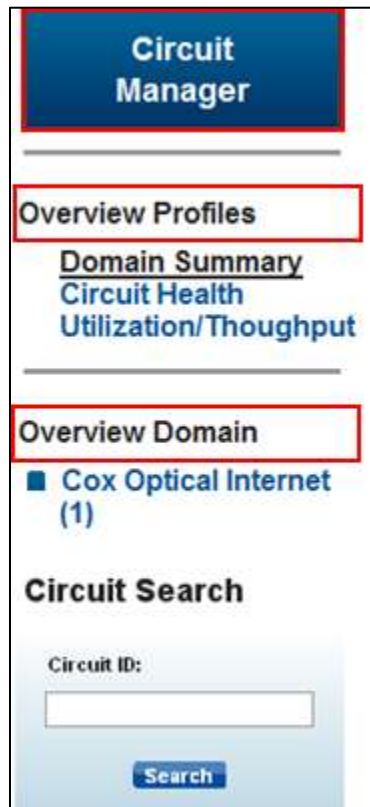 Circuit
Manager
Overview Profiles
Domain Summary
Circuit Health
Utilization/Thoughput
Overview Domain
Cox Optical Internet
(1)
Circuit Search
Circuit ID:
Search